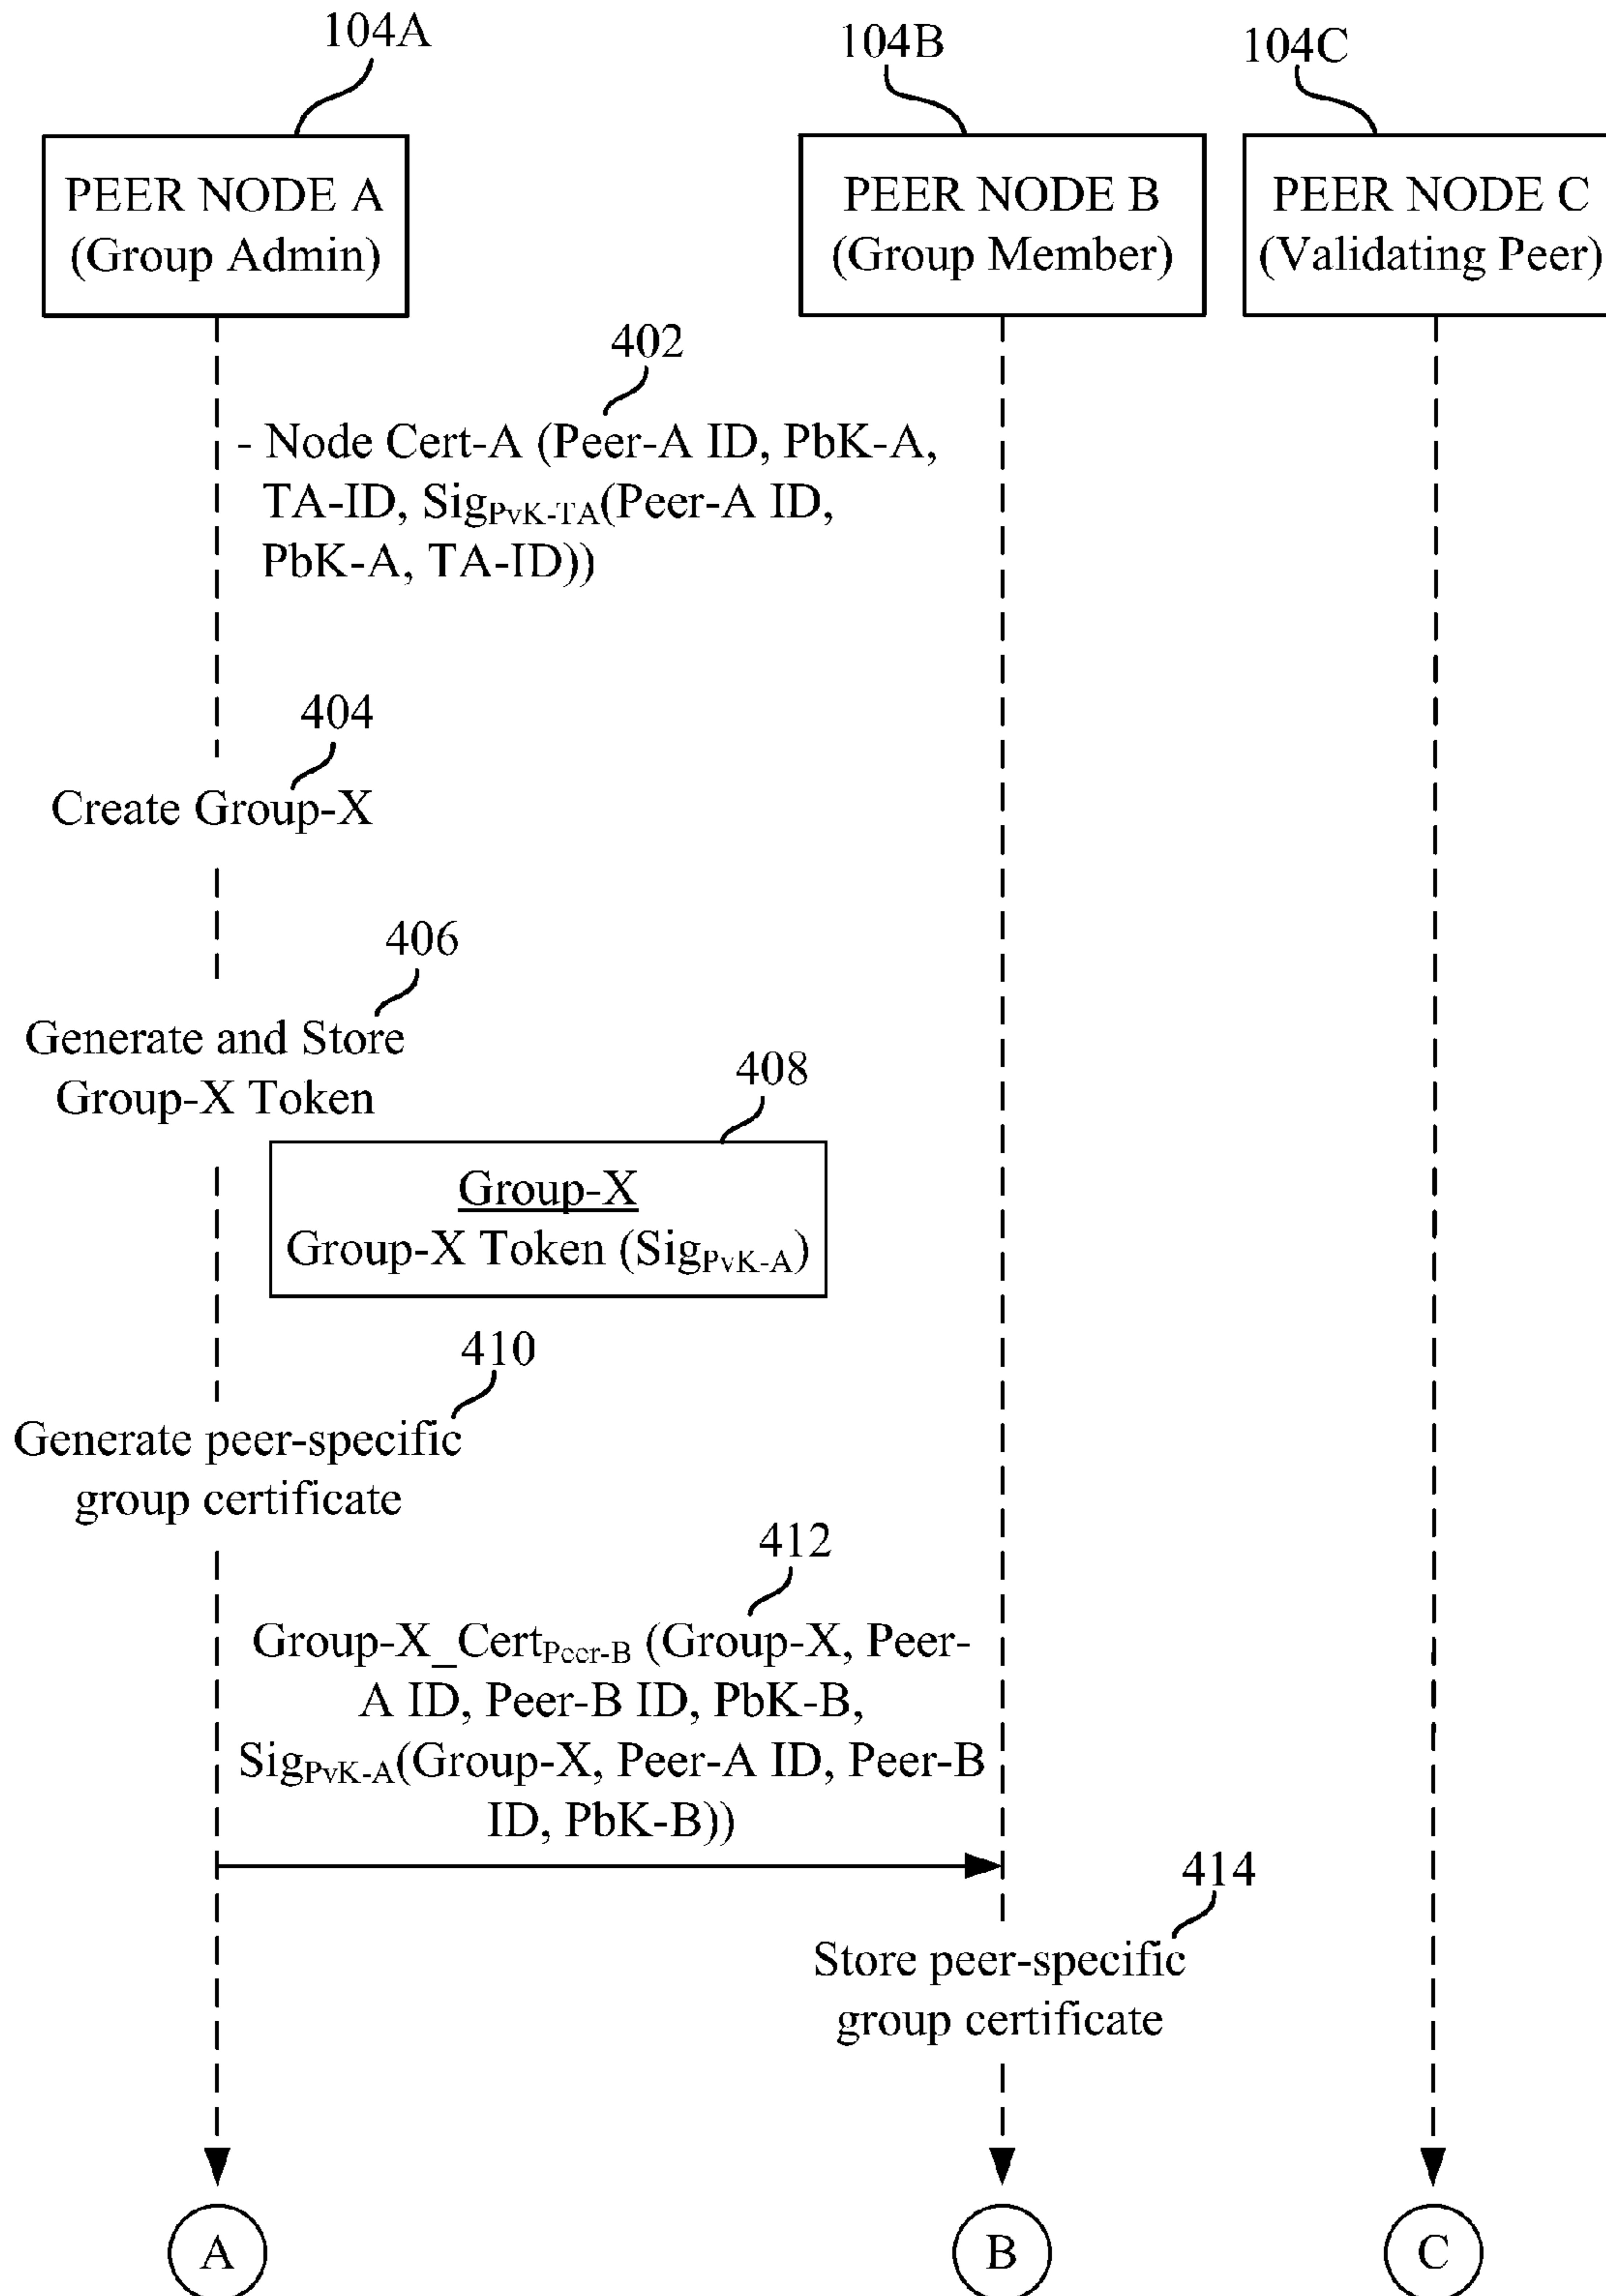 104A
104B
104C
PEER NODE A
(Group Admin)
PEER NODE B
(Group Member)
PEER NODE C
(Validating Peer)
402
- Node Cert-A (Peer-A ID, PbK-A,
TA-ID, SigPvK-TA(Peer-A ID,
PbK-A, TA-ID))
404
Create Group-X
406
Generate and Store
Group-X Token
408
Group-X
Group-X Token (SigPvK-A)
410
Generate peer-specific
group certificate
412
Group-X_CertPeer-B (Group-X, Peer-
A ID, Peer-B ID, PbK-B,
SigPvK-A(Group-X, Peer-A ID, Peer-B
ID, PbK-B))
414
Store peer-specific
group certificate
A
B
C